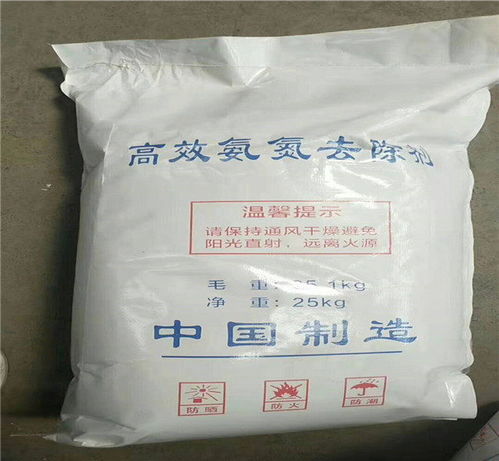 高效氨氮去除剂
温馨提示
请保持通风干燥避免
阳光直射，远离火源
毛 重: 25.1kg
净 重: 25kg
中国制造
防晒 防火 防潮